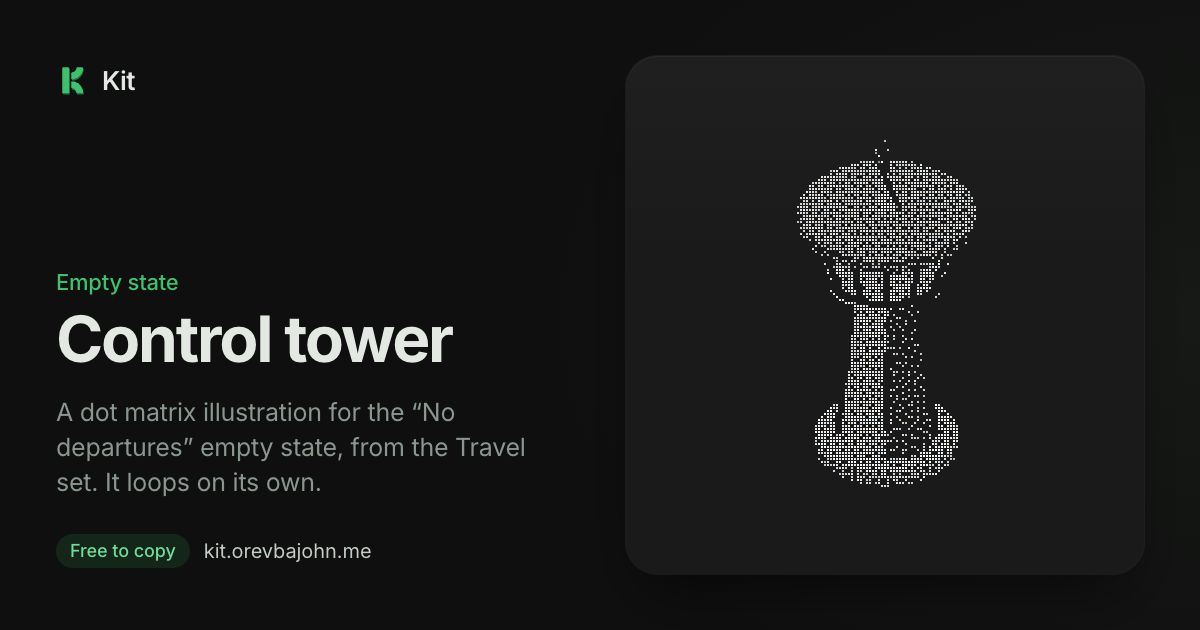 Kit
Empty state
Control tower
A dot matrix illustration for the “No
departures” empty state, from the Travel
set. It loops on its own.
Free to copy
kit.orevbajohn.me